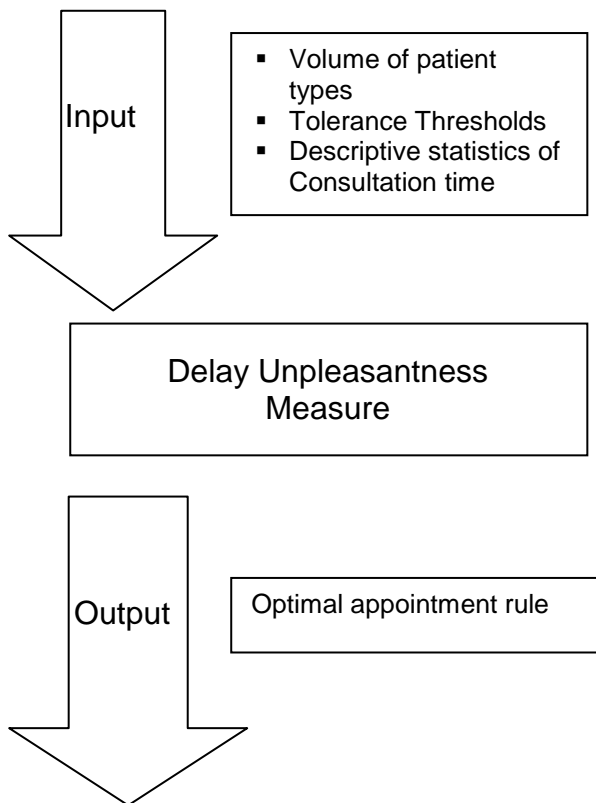 Input
▪ Volume of patient
types
▪ Tolerance Thresholds
▪ Descriptive statistics of
Consultation time
Delay Unpleasantness
Measure
Output
Optimal appointment rule